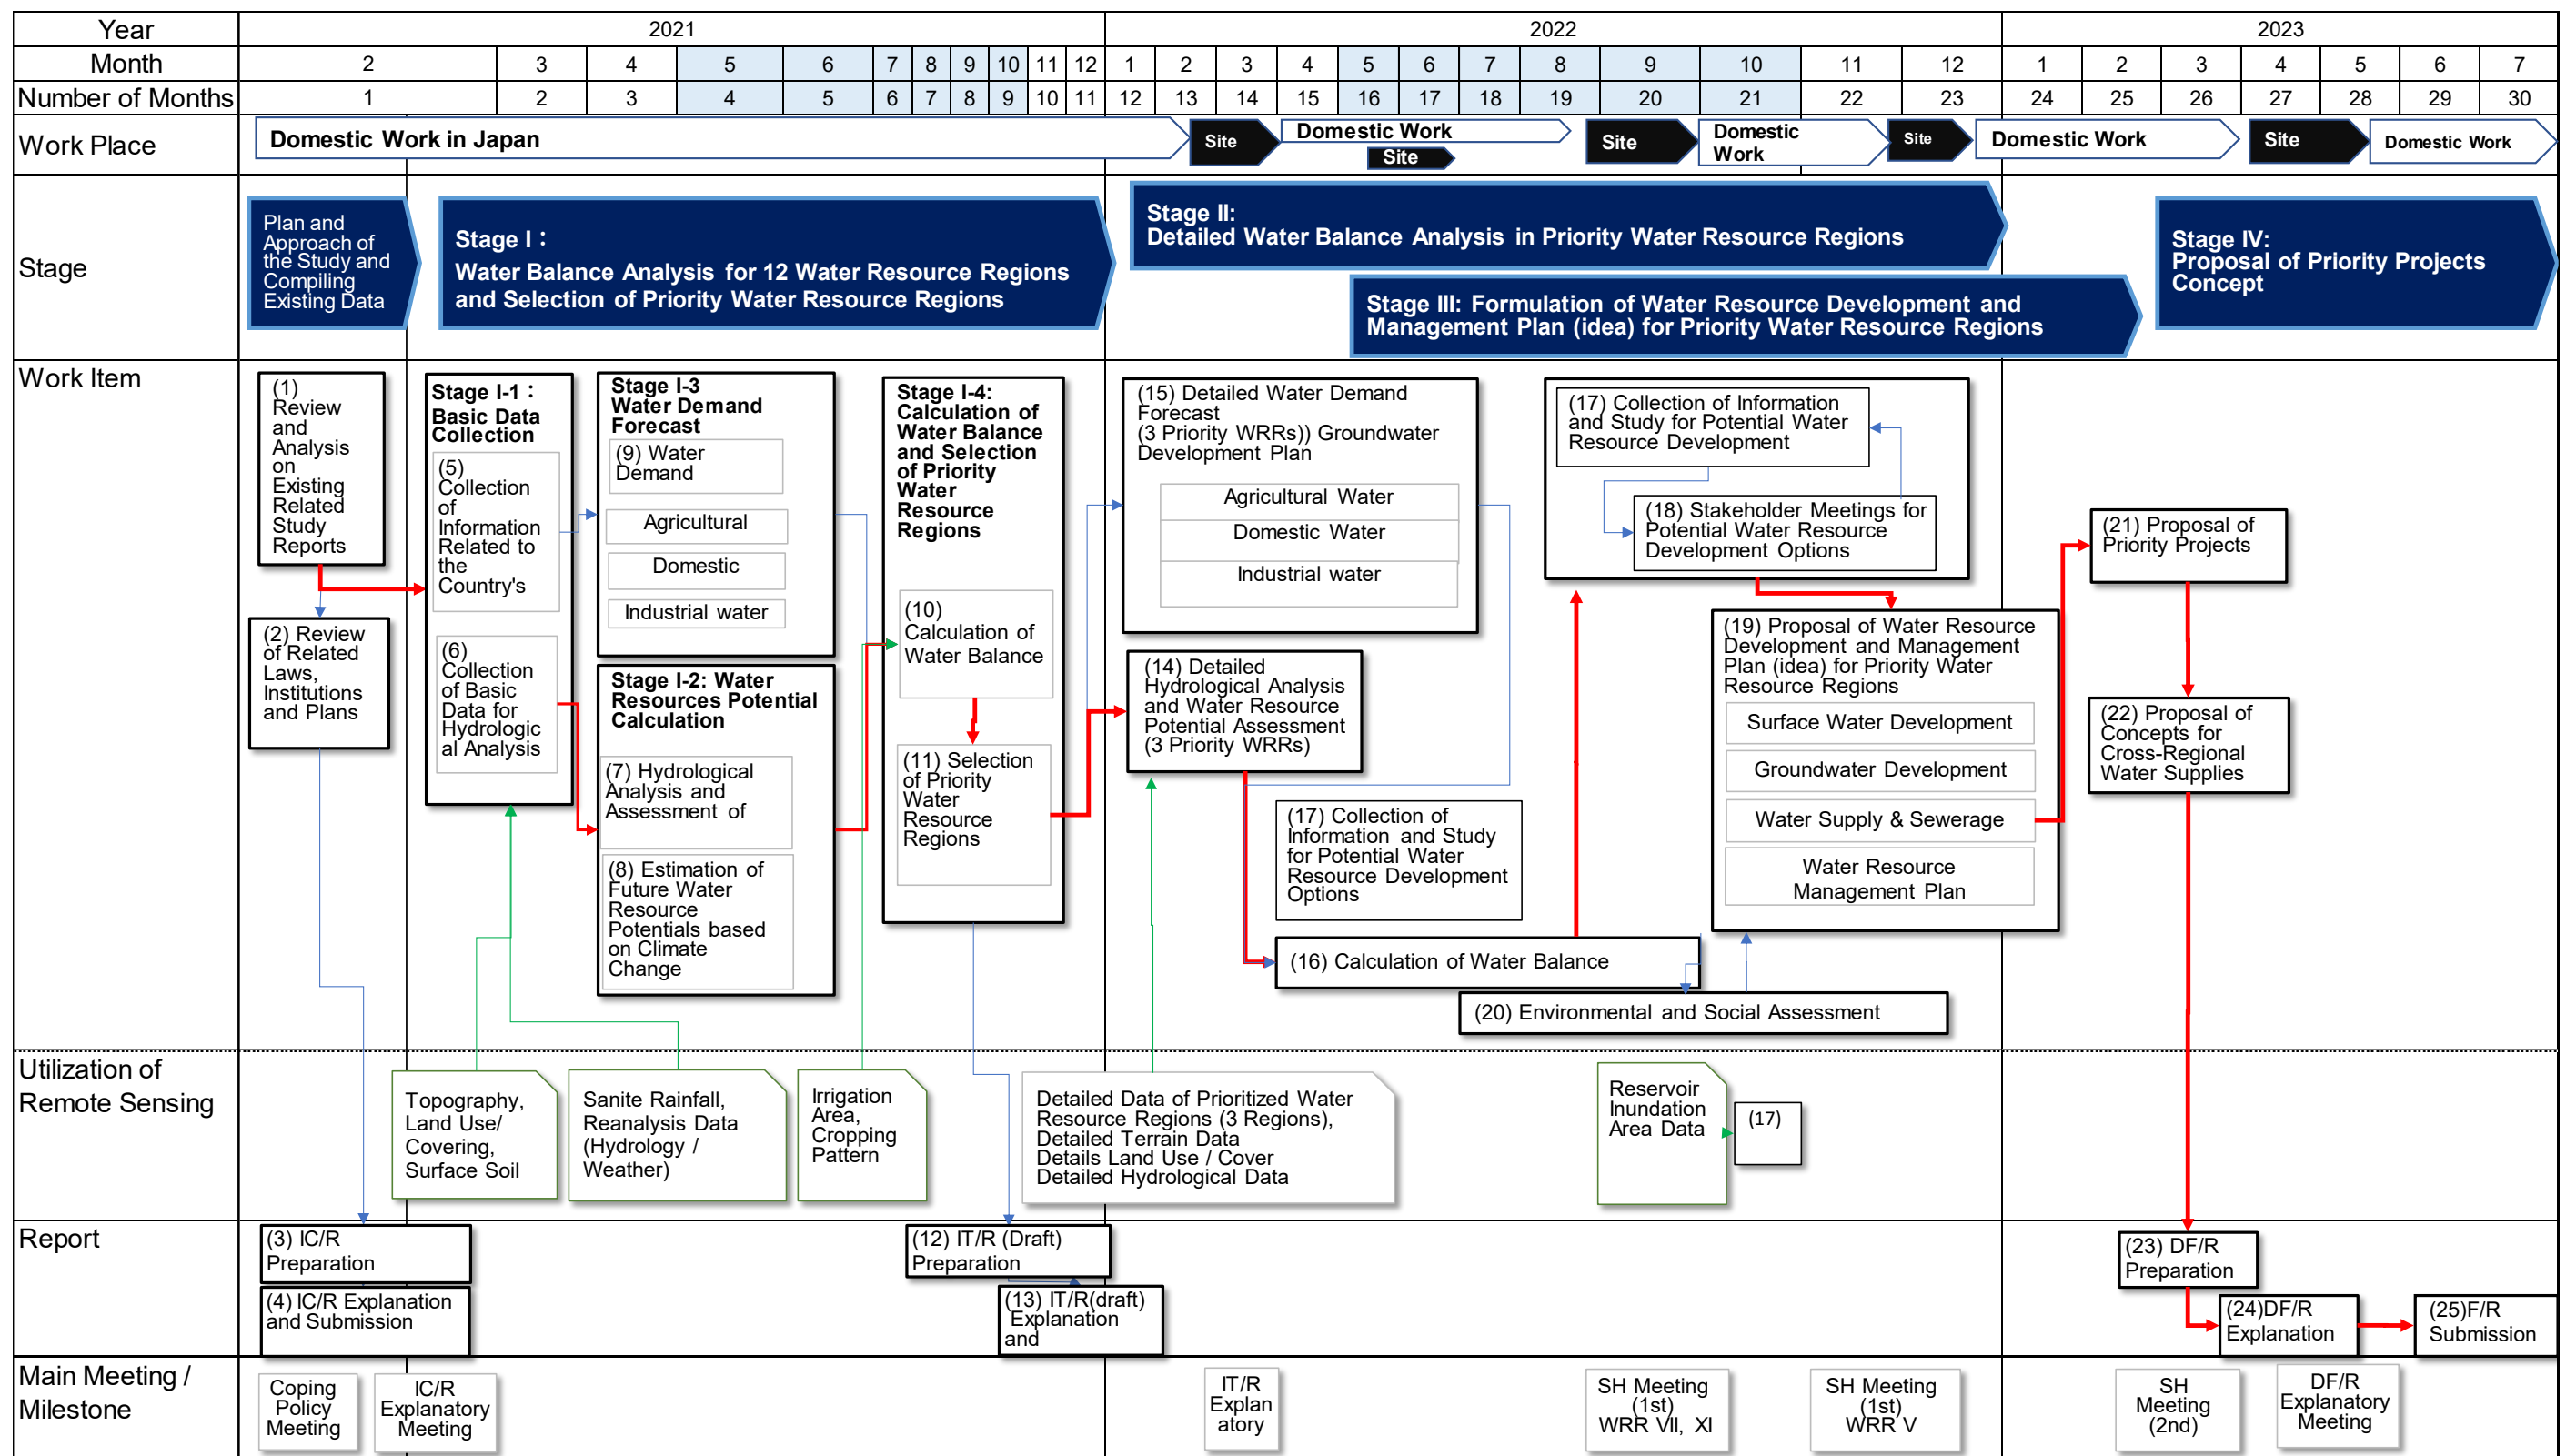 Year
2021
2022
2023
Month
2 3 4 5 6 7 8 9 10 11 12 1 2 3 4 5 6 7 8 9 10 11 12 1 2 3 4 5 6 7
Number of Months
1 2 3 4 5 6 7 8 9 10 11 12 13 14 15 16 17 18 19 20 21 22 23 24 25 26 27 28 29 30
Work Place
Domestic Work in Japan
Site
Domestic Work
Site
Site
Domestic
Work
Site
Domestic Work
Site
Domestic Work
Stage
Plan and
Approach of
the Study and
Compiling
Existing Data
Stage I：
Water Balance Analysis for 12 Water Resource Regions
and Selection of Priority Water Resource Regions
Stage II:
Detailed Water Balance Analysis in Priority Water Resource Regions
Stage III: Formulation of Water Resource Development and
Management Plan (idea) for Priority Water Resource Regions
Stage IV:
Proposal of Priority Projects
Concept
Work Item
(1)
Review
and
Analysis
on
Existing
Related
Study
Reports
(2) Review
of Related
Laws,
Institutions
and Plans
Stage I-1：
Basic Data
Collection
(5)
Collection
of
Information
Related to
the
Country's
(6)
Collection
of Basic
Data for
Hydrologic
al Analysis
Stage I-3
Water Demand
Forecast
(9) Water
Demand
Agricultural
Domestic
Industrial water
Stage I-2: Water
Resources Potential
Calculation
(7) Hydrological
Analysis and
Assessment of
(8) Estimation of
Future Water
Resource
Potentials based
on Climate
Change
Stage I-4:
Calculation of
Water Balance
and Selection
of Priority
Water
Resource
Regions
(10)
Calculation of
Water Balance
(11) Selection
of Priority
Water
Resource
Regions
(15) Detailed Water Demand
Forecast
(3 Priority WRRs)) Groundwater
Development Plan
Agricultural Water
Domestic Water
Industrial water
(14) Detailed
Hydrological Analysis
and Water Resource
Potential Assessment
(3 Priority WRRs)
(17) Collection of
Information and Study
for Potential Water
Resource Development
Options
(16) Calculation of Water Balance
(20) Environmental and Social Assessment
(17) Collection of Information
and Study for Potential Water
Resource Development
(18) Stakeholder Meetings for
Potential Water Resource
Development Options
(19) Proposal of Water Resource
Development and Management
Plan (idea) for Priority Water
Resource Regions
Surface Water Development
Groundwater Development
Water Supply & Sewerage
Water Resource
Management Plan
(21) Proposal of
Priority Projects
(22) Proposal of
Concepts for
Cross-Regional
Water Supplies
Utilization of
Remote Sensing
Topography,
Land Use/
Covering,
Surface Soil
Sanite Rainfall,
Reanalysis Data
(Hydrology /
Weather)
Irrigation
Area,
Cropping
Pattern
Detailed Data of Prioritized Water
Resource Regions (3 Regions),
Detailed Terrain Data
Details Land Use / Cover
Detailed Hydrological Data
Reservoir
Inundation
Area Data
(17)
Report
(3) IC/R
Preparation
(4) IC/R Explanation
and Submission
(12) IT/R (Draft)
Preparation
(13) IT/R(draft)
Explanation
and
(23) DF/R
Preparation
(24)DF/R
Explanation
(25)F/R
Submission
Main Meeting /
Milestone
Coping
Policy
Meeting
IC/R
Explanatory
Meeting
IT/R
Explan
atory
SH Meeting
(1st)
WRR VII, XI
SH Meeting
(1st)
WRR V
SH
Meeting
(2nd)
DF/R
Explanatory
Meeting